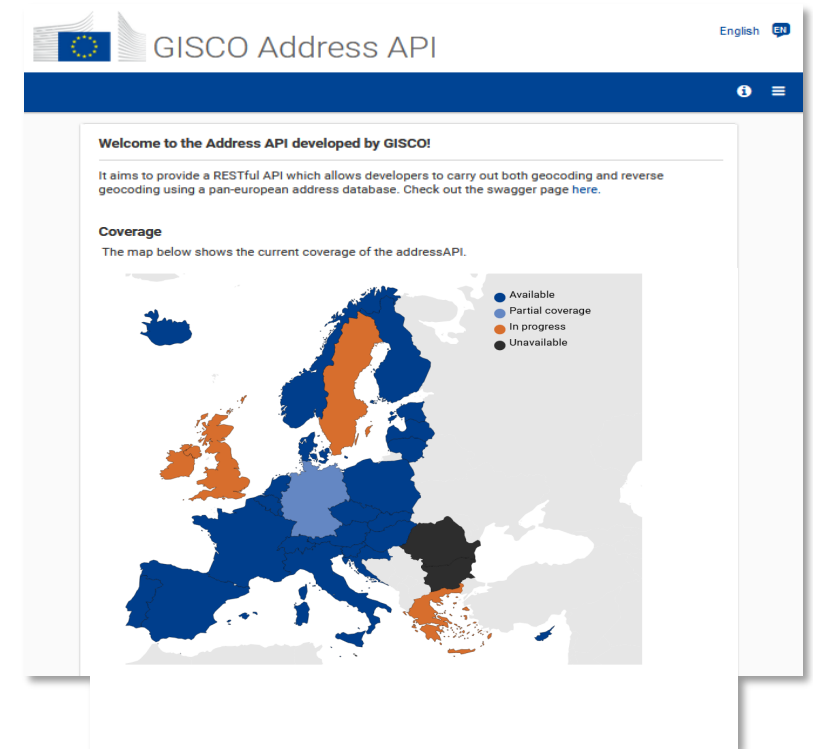 GISCO Address API
English EN
Welcome to the Address API developed by GISCO!
It aims to provide a RESTful API which allows developers to carry out both geocoding and reverse
geocoding using a pan-european address database. Check out the swagger page here.
Coverage
The map below shows the current coverage of the addressAPI.
Available
Partial coverage
In progress
Unavailable